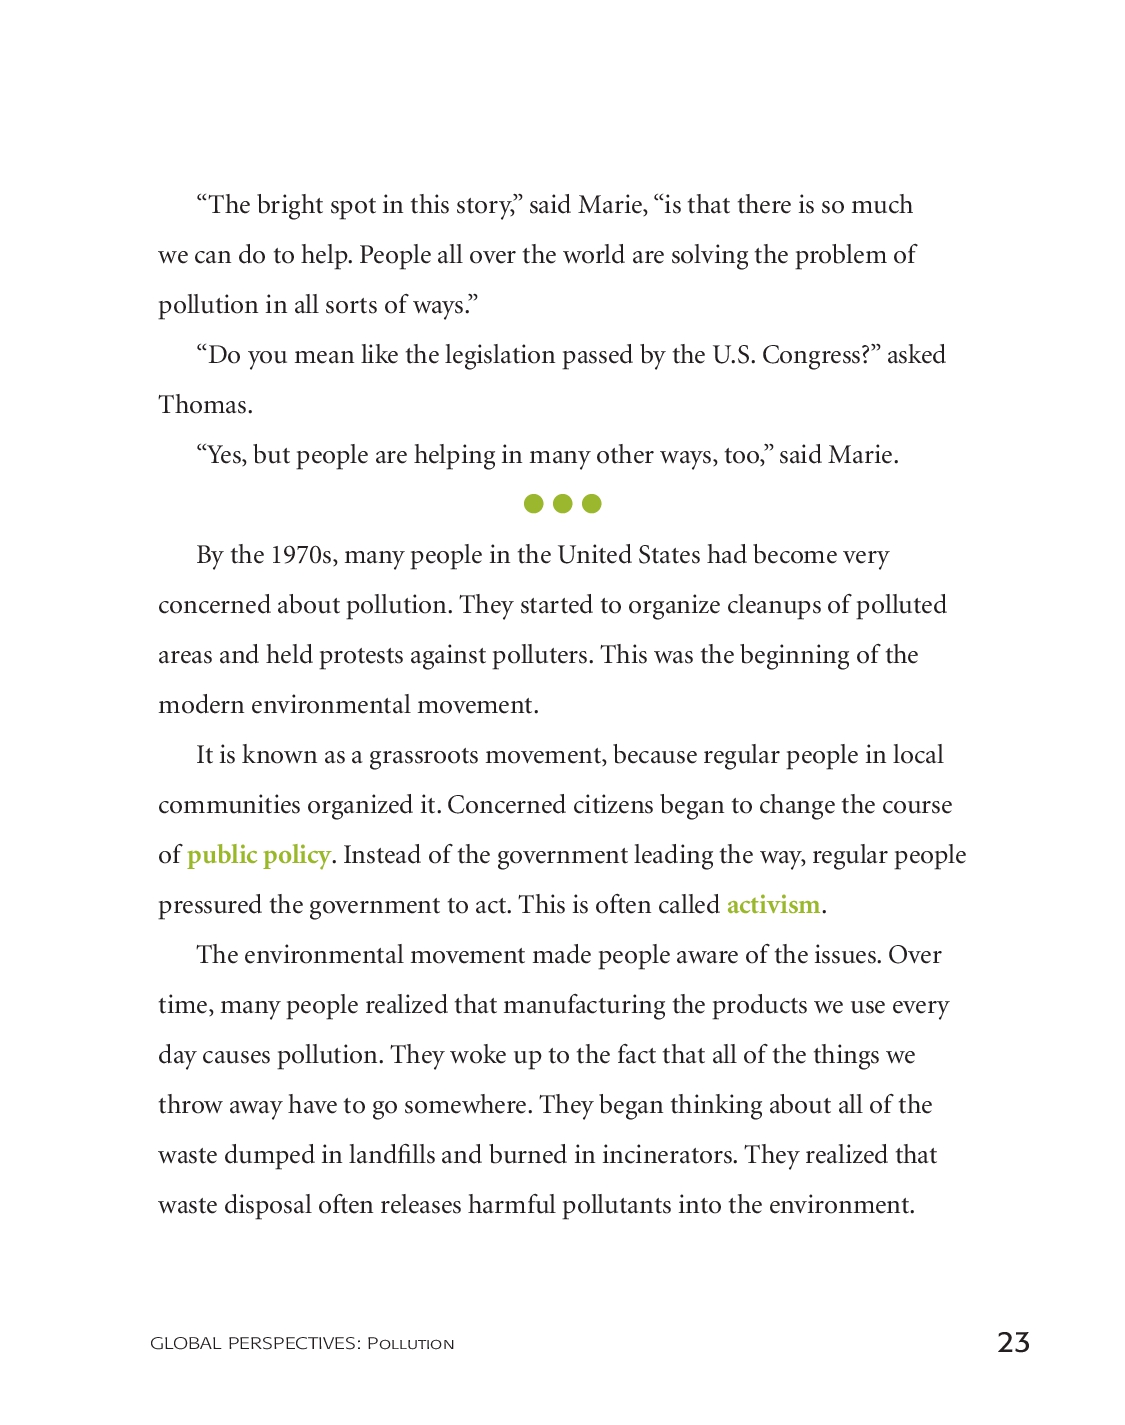 “The bright spot in this story,” said Marie, “is that there is so much
we can do to help. People all over the world are solving the problem of
pollution in all sorts of ways.”
“Do you mean like the legislation passed by the U.S. Congress?” asked
Thomas.
“Yes, but people are helping in many other ways, too,” said Marie.
By the 1970s, many people in the United States had become very
concerned about pollution. They started to organize cleanups of polluted
areas and held protests against polluters. This was the beginning of the
modern environmental movement.
It is known as a grassroots movement, because regular people in local
communities organized it. Concerned citizens began to change the course
of public policy. Instead of the government leading the way, regular people
pressured the government to act. This is often called activism.
The environmental movement made people aware of the issues. Over
time, many people realized that manufacturing the products we use every
day causes pollution. They woke up to the fact that all of the things we
throw away have to go somewhere. They began thinking about all of the
waste dumped in landfills and burned in incinerators. They realized that
waste disposal often releases harmful pollutants into the environment.
GLOBAL PERSPECTIVES: Pollution
23